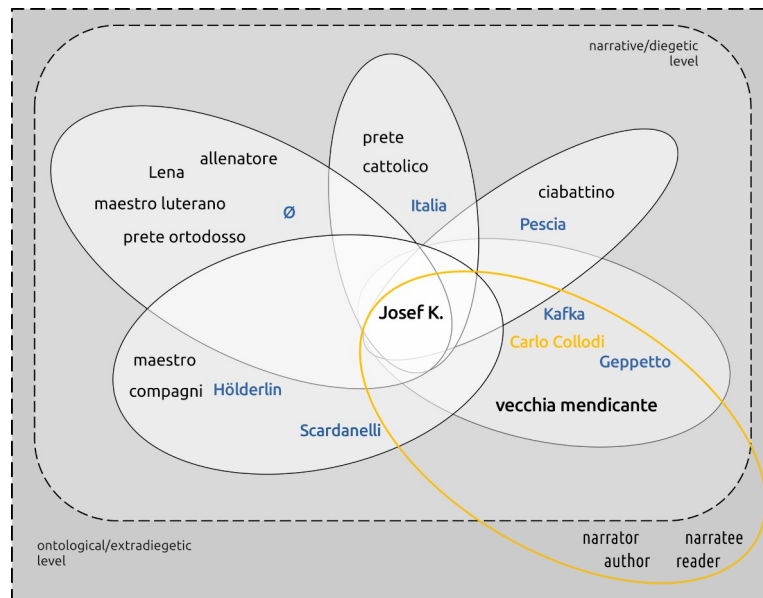 narrative/diegetic
level
prete
cattolico
allenatore
Lena
maestro luterano
Ø
prete ortodosso
Italia
ciabattino
Pescia
Josef K.
Kafka
Carlo Collodi
Geppetto
vecchia mendicante
maestro
compagni Hölderlin
Scardanelli
ontological/extradiegetic
level
narrator narratee
author reader